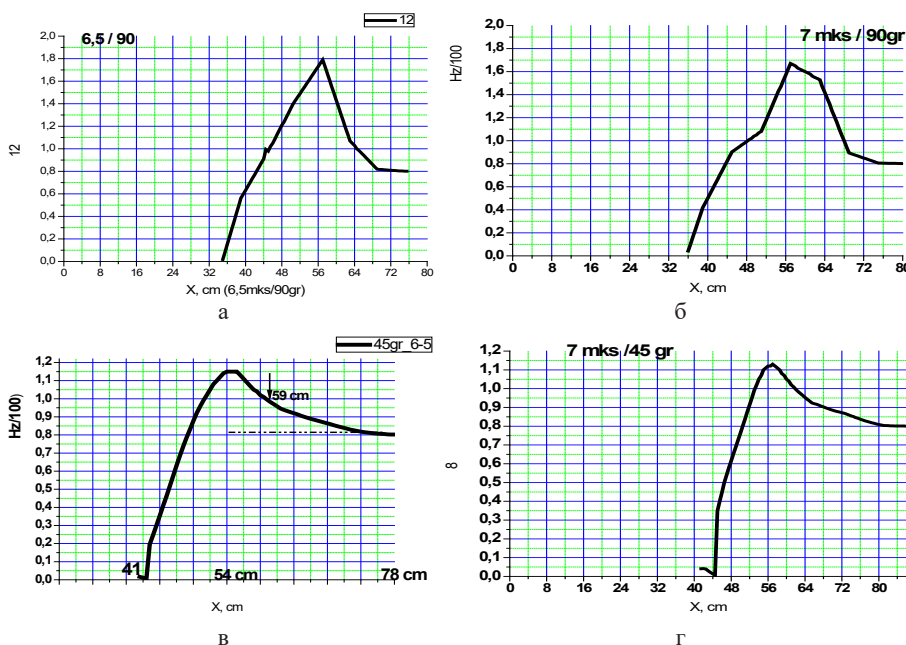 12
6,5 / 90
2,0
1,8
1,6
1,4
1,2
1,0
0,8
0,6
0,4
0,2
0,0
12
0 8 16 24 32 40 48 56 64 72 80
X, cm (6,5mks/90gr)
а
7 mks / 90gr
Hz/100
2,0
1,8
1,6
1,4
1,2
1,0
0,8
0,6
0,4
0,2
0,0
0 8 16 24 32 40 48 56 64 72 80
X, cm
б
45gr_6-5
Hz/100)
1,2
1,1
1,0
0,9
0,8
0,7
0,6
0,5
0,4
0,3
0,2
0,1
0,0
59 cm
41 54 cm 78 cm
X, cm
в
7 mks /45 gr
8
1,2
1,1
1,0
0,9
0,8
0,7
0,6
0,5
0,4
0,3
0,2
0,1
0,0
0 8 16 24 32 40 48 56 64 72 80
X, cm
г